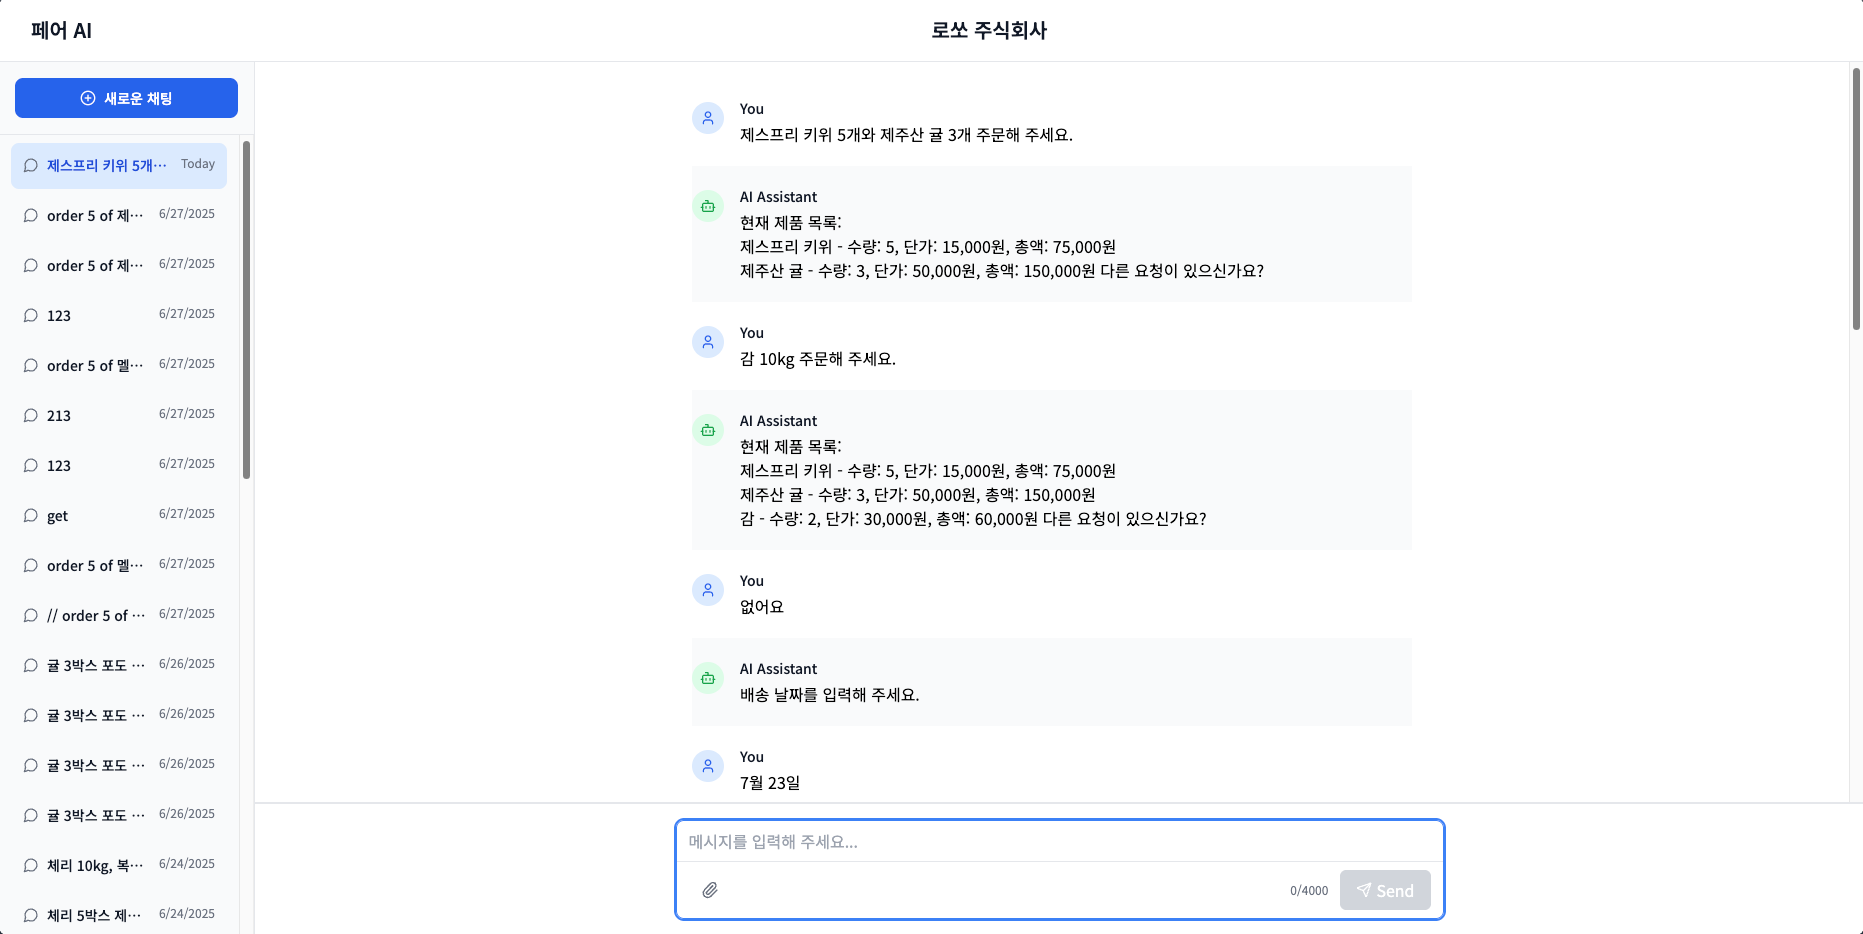 페어 AI
로쏘 주식회사
새로운 채팅
제스프리 키위 5개… Today
order 5 of 제… 6/27/2025
order 5 of 제… 6/27/2025
123 6/27/2025
order 5 of 멜… 6/27/2025
213 6/27/2025
123 6/27/2025
get 6/27/2025
order 5 of 멜… 6/27/2025
// order 5 of … 6/27/2025
귤 3박스 포도 … 6/26/2025
귤 3박스 포도 … 6/26/2025
귤 3박스 포도 … 6/26/2025
귤 3박스 포도 … 6/26/2025
체리 10kg, 복… 6/24/2025
체리 5박스 제… 6/24/2025
You
제스프리 키위 5개와 제주산 귤 3개 주문해 주세요.
AI Assistant
현재 제품 목록:
제스프리 키위 - 수량: 5, 단가: 15,000원, 총액: 75,000원
제주산 귤 - 수량: 3, 단가: 50,000원, 총액: 150,000원 다른 요청이 있으신가요?
You
감 10kg 주문해 주세요.
AI Assistant
현재 제품 목록:
제스프리 키위 - 수량: 5, 단가: 15,000원, 총액: 75,000원
제주산 귤 - 수량: 3, 단가: 50,000원, 총액: 150,000원
감 - 수량: 2, 단가: 30,000원, 총액: 60,000원 다른 요청이 있으신가요?
You
없어요
AI Assistant
배송 날짜를 입력해 주세요.
You
7월 23일
메시지를 입력해 주세요...
0/4000 Send